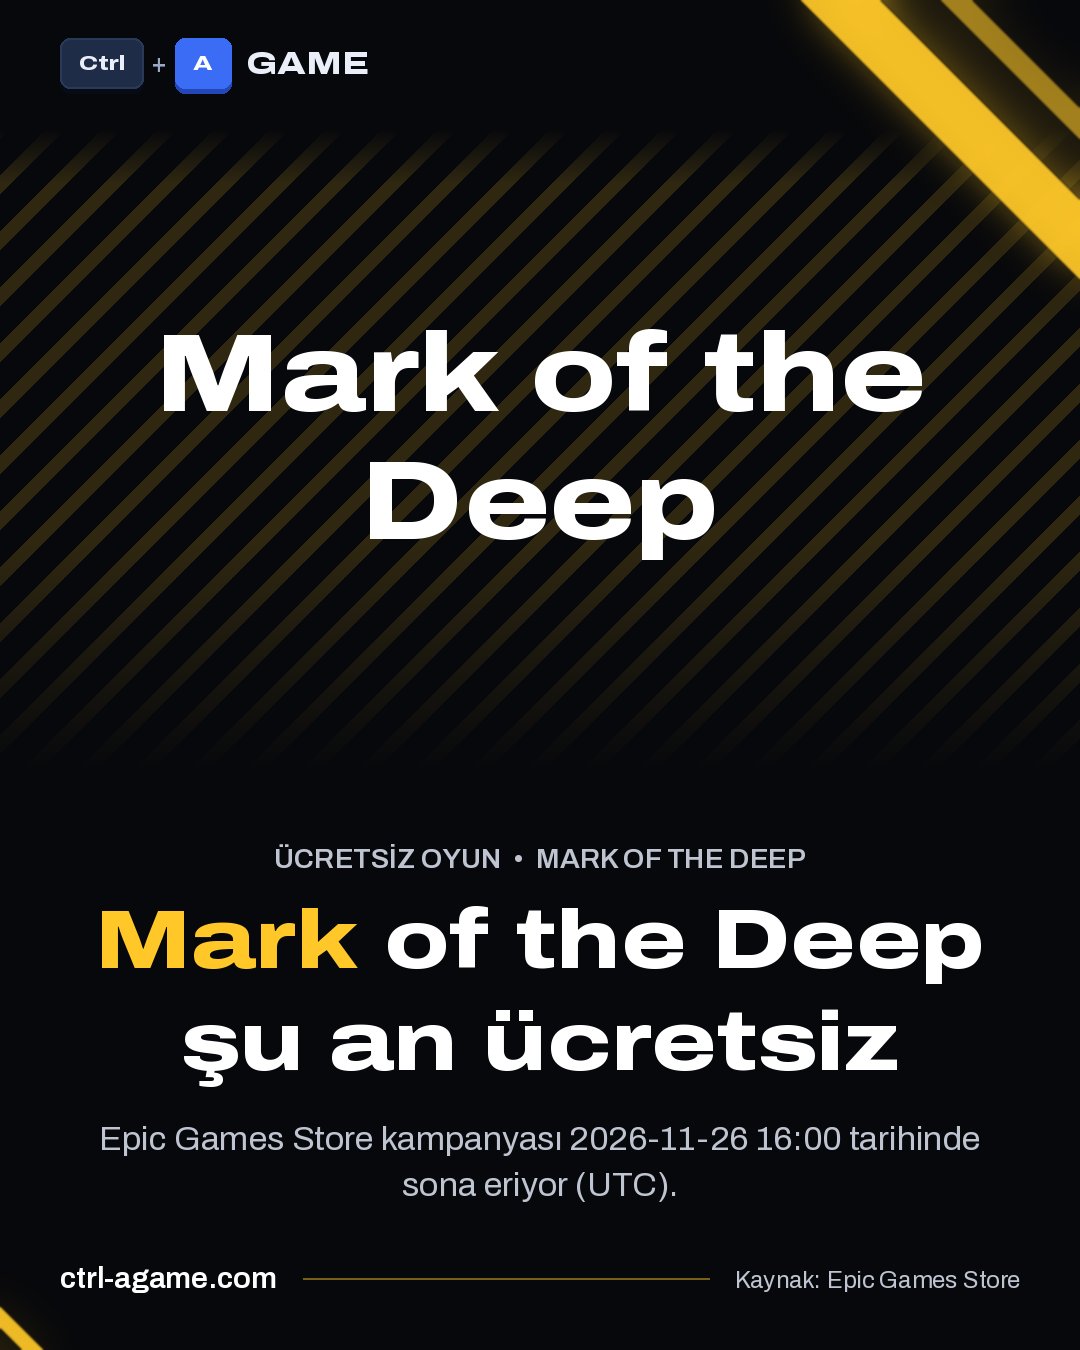 Ctrl + A GAME
Mark of the
Deep
ÜCRETSİZ OYUN • MARK OF THE DEEP
Mark of the Deep
şu an ücretsiz
Epic Games Store kampanyası 2026-11-26 16:00 tarihinde
sona eriyor (UTC).
ctrl-agame.com
Kaynak: Epic Games Store